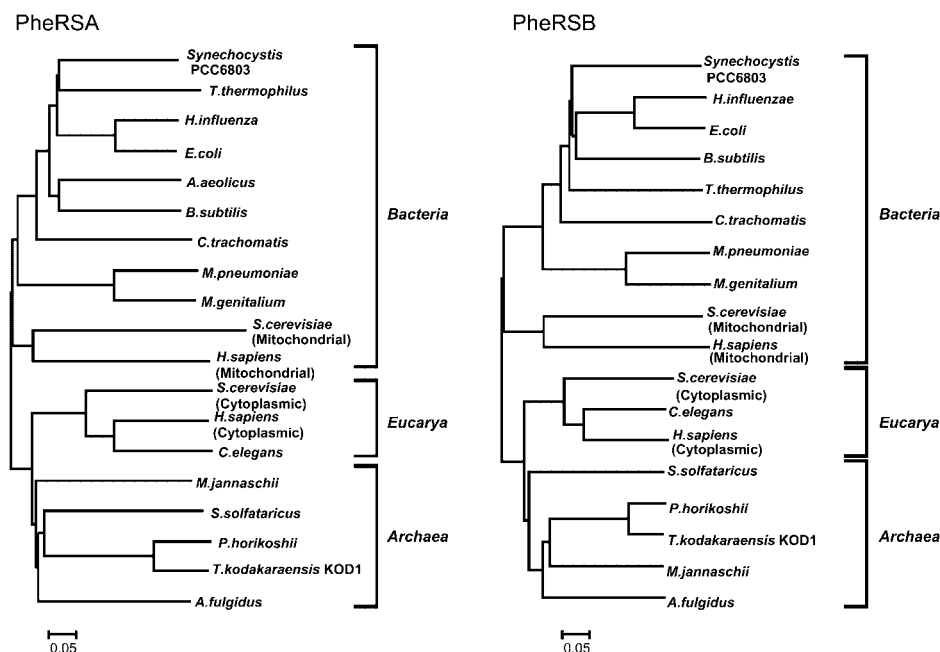 PheRSA
Synechocystis
PCC6803
T.thermophilus
H.influenza
E.coli
A.aeolicus
B.subtilis
C.trachomatis
M.pneumoniae
M.genitalium
S.cerevisiae
(Mitochondrial)
H.sapiens
(Mitochondrial)
S.cerevisiae
(Cytoplasmic)
H.sapiens
(Cytoplasmic)
C.elegans
M.jannaschii
S.solfataricus
P.horikoshii
T.kodakaraensis KOD1
A.fulgidus
Bacteria
Eucarya
Archaea
0.05
PheRSB
Synechocystis
PCC6803
H.influenzae
E.coli
B.subtilis
T.thermophilus
C.trachomatis
M.pneumoniae
M.genitalium
S.cerevisiae
(Mitochondrial)
H.sapiens
(Mitochondrial)
S.cerevisiae
(Cytoplasmic)
C.elegans
H.sapiens
(Cytoplasmic)
S.solfataricus
P.horikoshii
T.kodakaraensis KOD1
M.jannaschii
A.fulgidus
Bacteria
Eucarya
Archaea
0.05